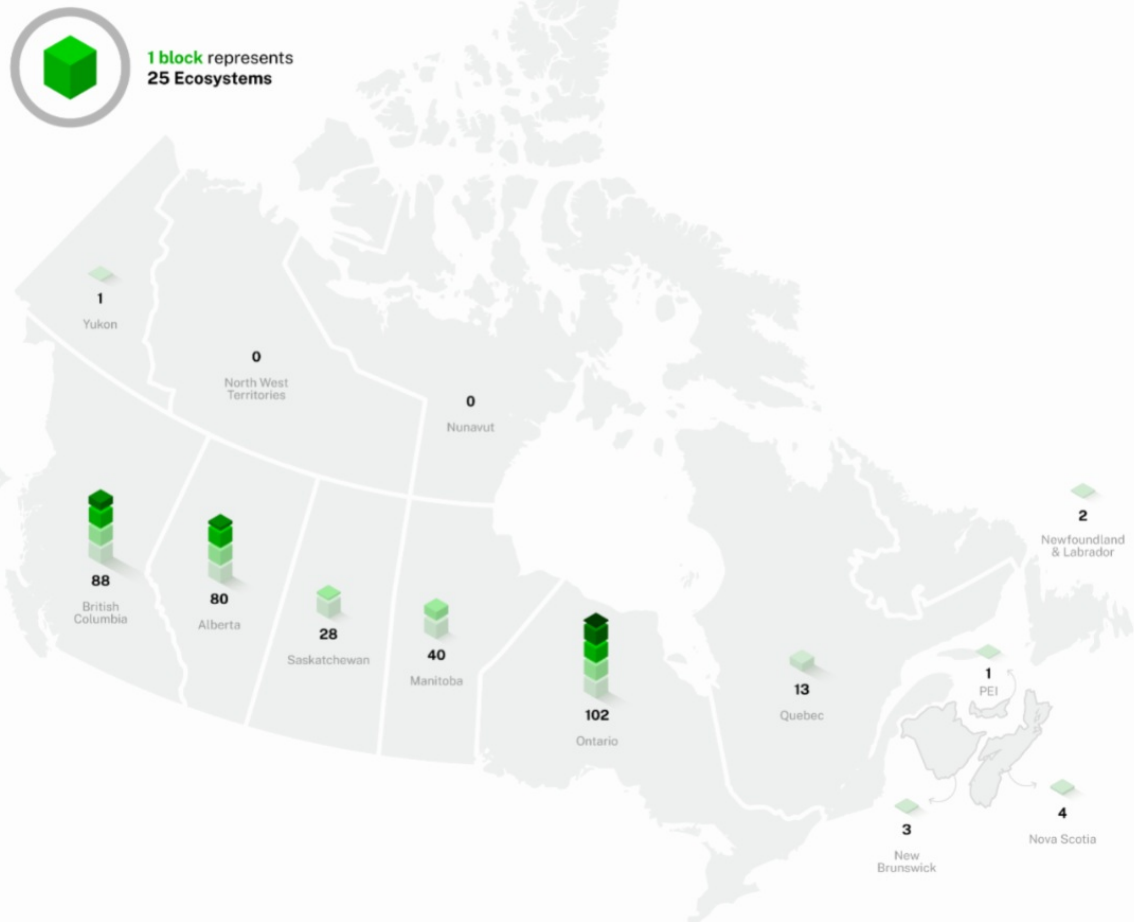 1 block represents
25 Ecosystems
1
Yukon
0
North West
Territories
0
Nunavut
88
British
Columbia
80
Alberta
28
Saskatchewan
40
Manitoba
102
Ontario
13
Quebec
2
Newfoundland
& Labrador
1
PEI
3
New
Brunswick
4
Nova Scotia